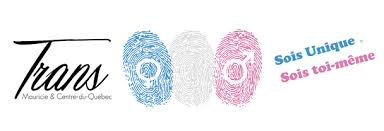 Trans
Mauricie & Centre-du-Québec
Sois Unique -
Sois toi-même